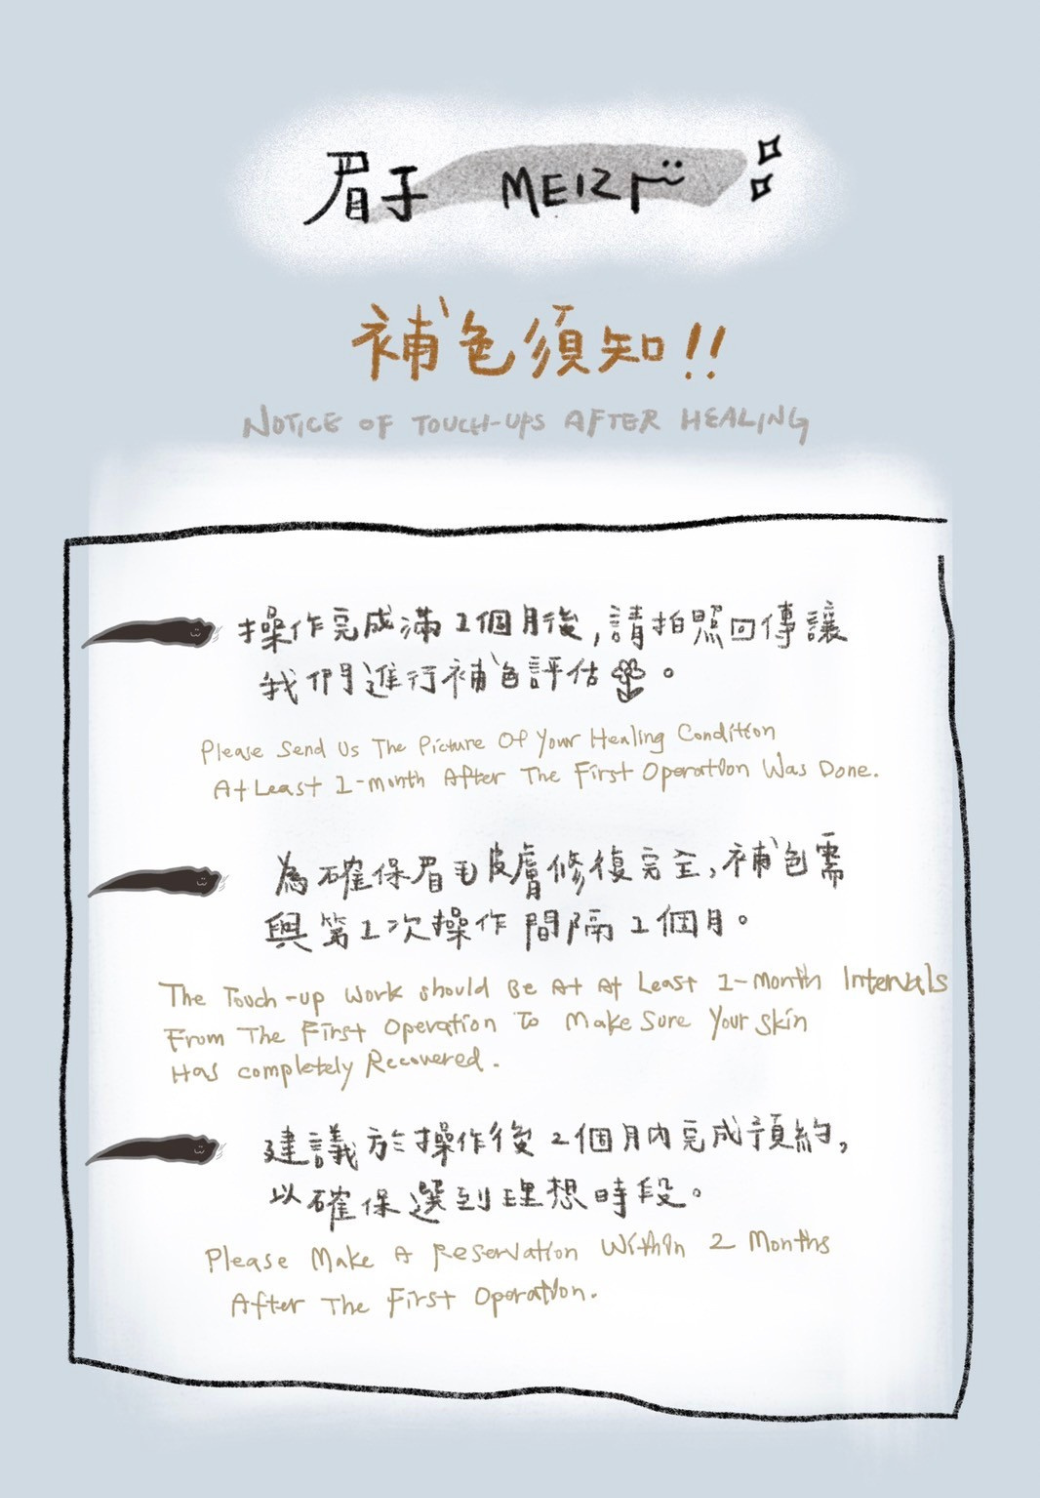 眉子 MEIZI
補色須知!!
NOTICE OF TOUCH-UPS AFTER HEALING
操作完成滿1個月後,請拍照回傳讓
我們進行補色評估。
Please Send Us The Picture Of Your Healing Condition
At Least 1-month After The First Operation Was Done.
為確保眉毛皮膚修復完全,補色需
與第1次操作間隔1個月。
The Touch-up Work should Be At At Least 1-Month Intervals
From The First Operation To Make Sure Your Skin
Has completely Recovered.
建議於操作後2個月內完成預約,
以確保選到理想時段。
Please Make A Reservation Within 2 Months
After The First Operation.